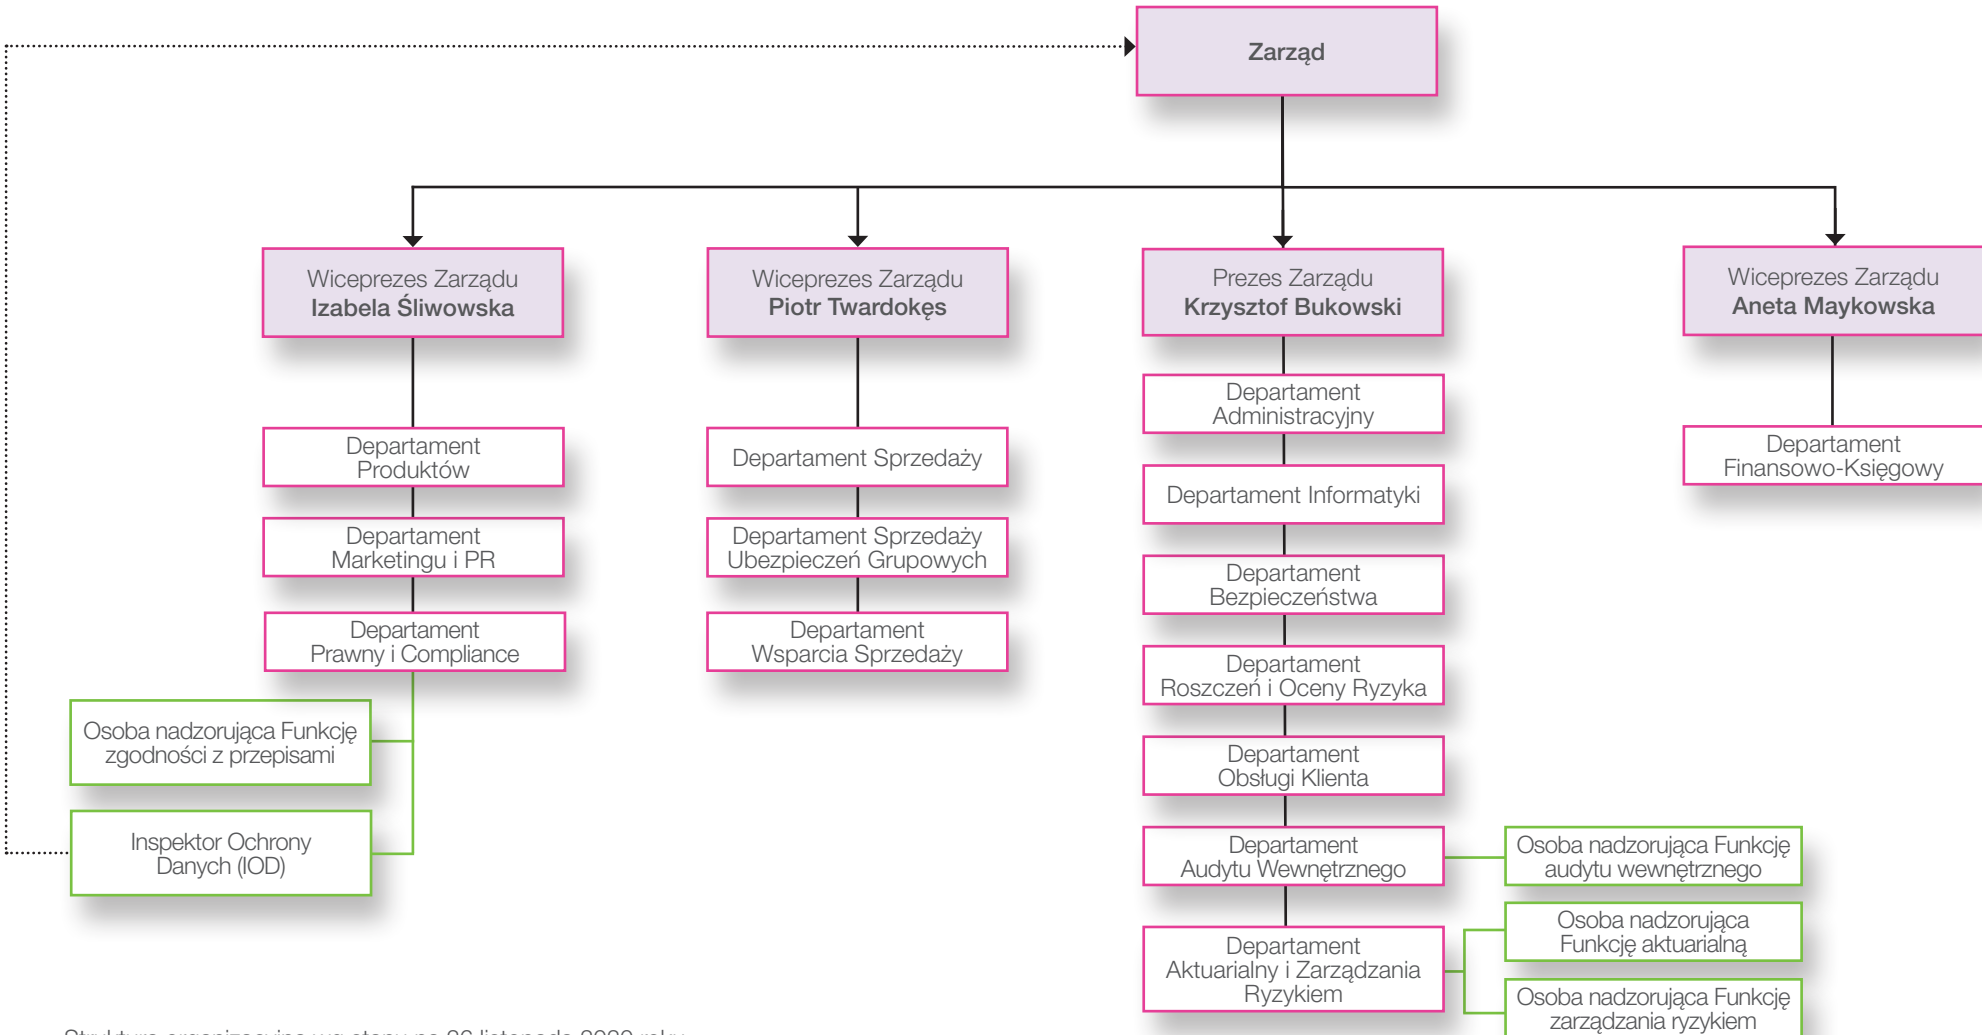 Zarząd
Wiceprezes Zarządu
Izabela Śliwowska
Wiceprezes Zarządu
Piotr Twardokęs
Prezes Zarządu
Krzysztof Bukowski
Wiceprezes Zarządu
Aneta Maykowska
Departament
Produktów
Departament
Marketingu i PR
Departament
Prawny i Compliance
Osoba nadzorująca Funkcję
zgodności z przepisami
Inspektor Ochrony
Danych (IOD)
Departament Sprzedaży
Departament Sprzedaży
Ubezpieczeń Grupowych
Departament
Wsparcia Sprzedaży
Departament
Administracyjny
Departament Informatyki
Departament
Bezpieczeństwa
Departament
Roszczeń i Oceny Ryzyka
Departament
Obsługi Klienta
Departament
Audytu Wewnętrznego
Osoba nadzorująca Funkcję
audytu wewnętrznego
Departament
Aktuarialny i Zarządzania
Ryzykiem
Osoba nadzorująca
Funkcję aktuarialną
Osoba nadzorująca Funkcję
zarządzania ryzykiem
Departament
Finansowo-Księgowy